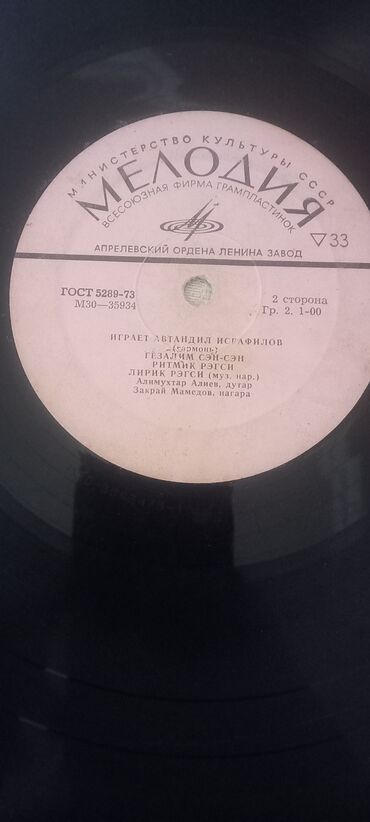 МИНИСТЕРСТВО КУЛЬТУРЫ СССР
МЕЛОДИЯ
ВСЕСОЮЗНАЯ ФИРМА ГРАМПЛАСТИНОК
▽33
АПРЕЛЕВСКИЙ ОРДЕНА ЛЕНИНА ЗАВОД
ГОСТ 5289-73
М30—35934
2 сторона
Гр. 2. 1-00
ИГРАЕТ АВТАНДИЛ ИСРАФИЛОВ
(гармонь)
ГЁЗАЛИМ СЭН-СЭН
РИТМИК РЭГСИ
ЛИРИК РЭГСИ (муз. нар.)
Алимухтар Алиев, дутар
Закрай Мамедов, нагара